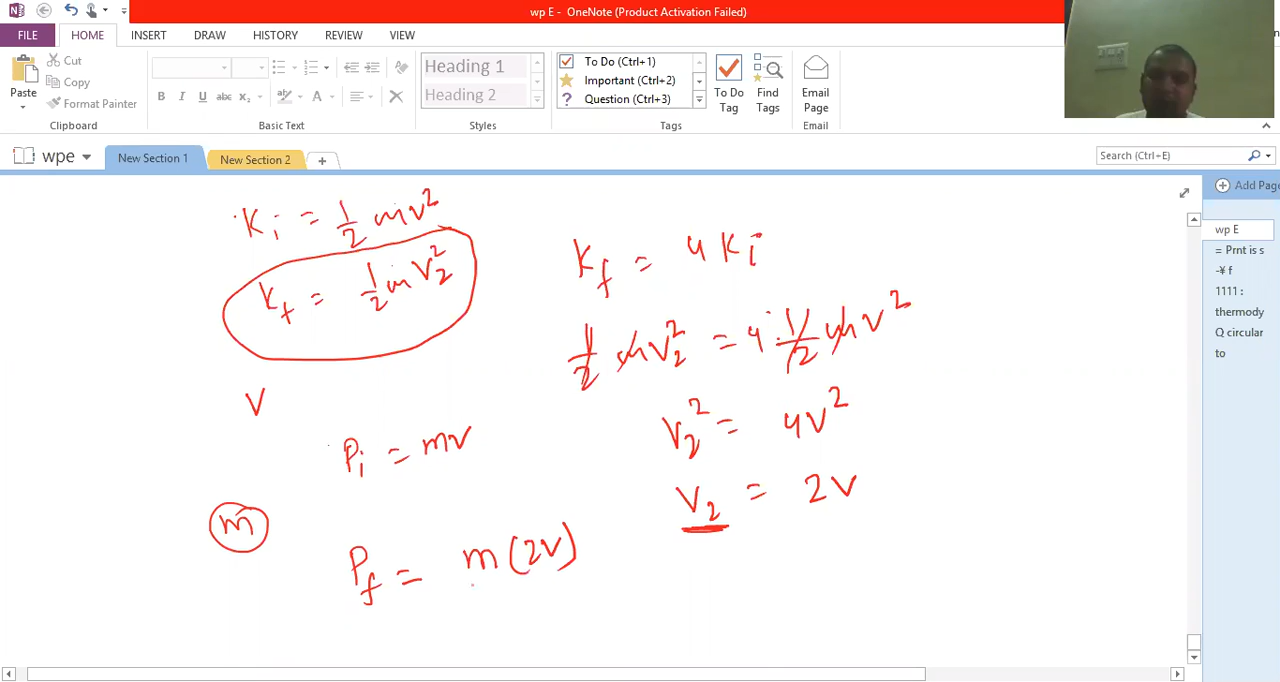 wp E - OneNote (Product Activation Failed)
FILE HOME INSERT DRAW HISTORY REVIEW VIEW
Paste
Cut
Copy
Format Painter
Clipboard
B I U abc X₂ A
Basic Text
Heading 1
Heading 2
Styles
To Do (Ctrl+1)
Important (Ctrl+2)
Question (Ctrl+3)
Tags
To Do Tag
Find Tags
Email Page
Email
wpe New Section 1 New Section 2 +
Search (Ctrl+E)
Add Page
wp E
= Prnt is s
-¥ f
1111 :
thermody
Q circular
to
Ki = 1/2 mv²
Kf = 1/2 mV₂²
V
Pi = mv
m
Pf = m(2v)
Kf = 4Ki
1/2 mV₂² = 4·1/2 mv²
V₂² = 4v²
V₂ = 2v